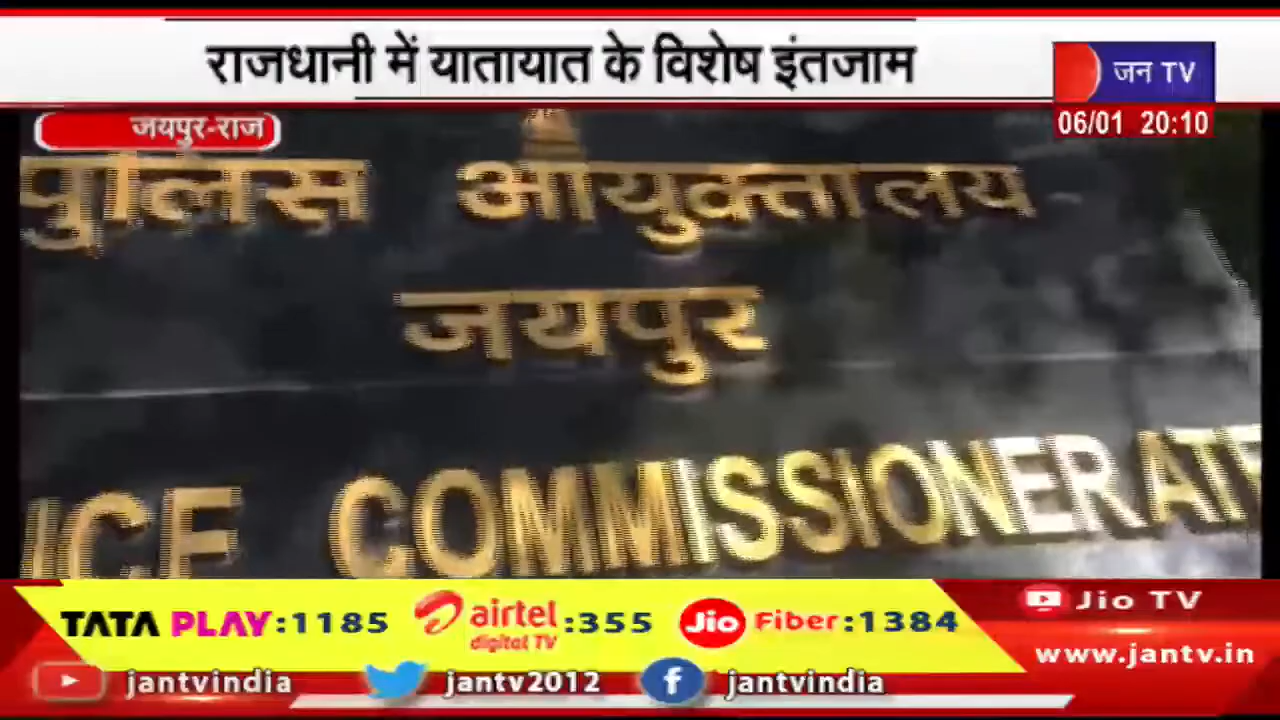 राजधानी में यातायात के विशेष इंतजाम
जन TV
06/01 20:10
जयपुर-राज
पुलिस आयुक्तालय
जयपुर
ICE COMMISSIONERATE
TATA PLAY:1185
airtel digital TV :355
Jio Fiber:1384
Jio TV
www.jantv.in
jantvindia
jantv2012
f jantvindia